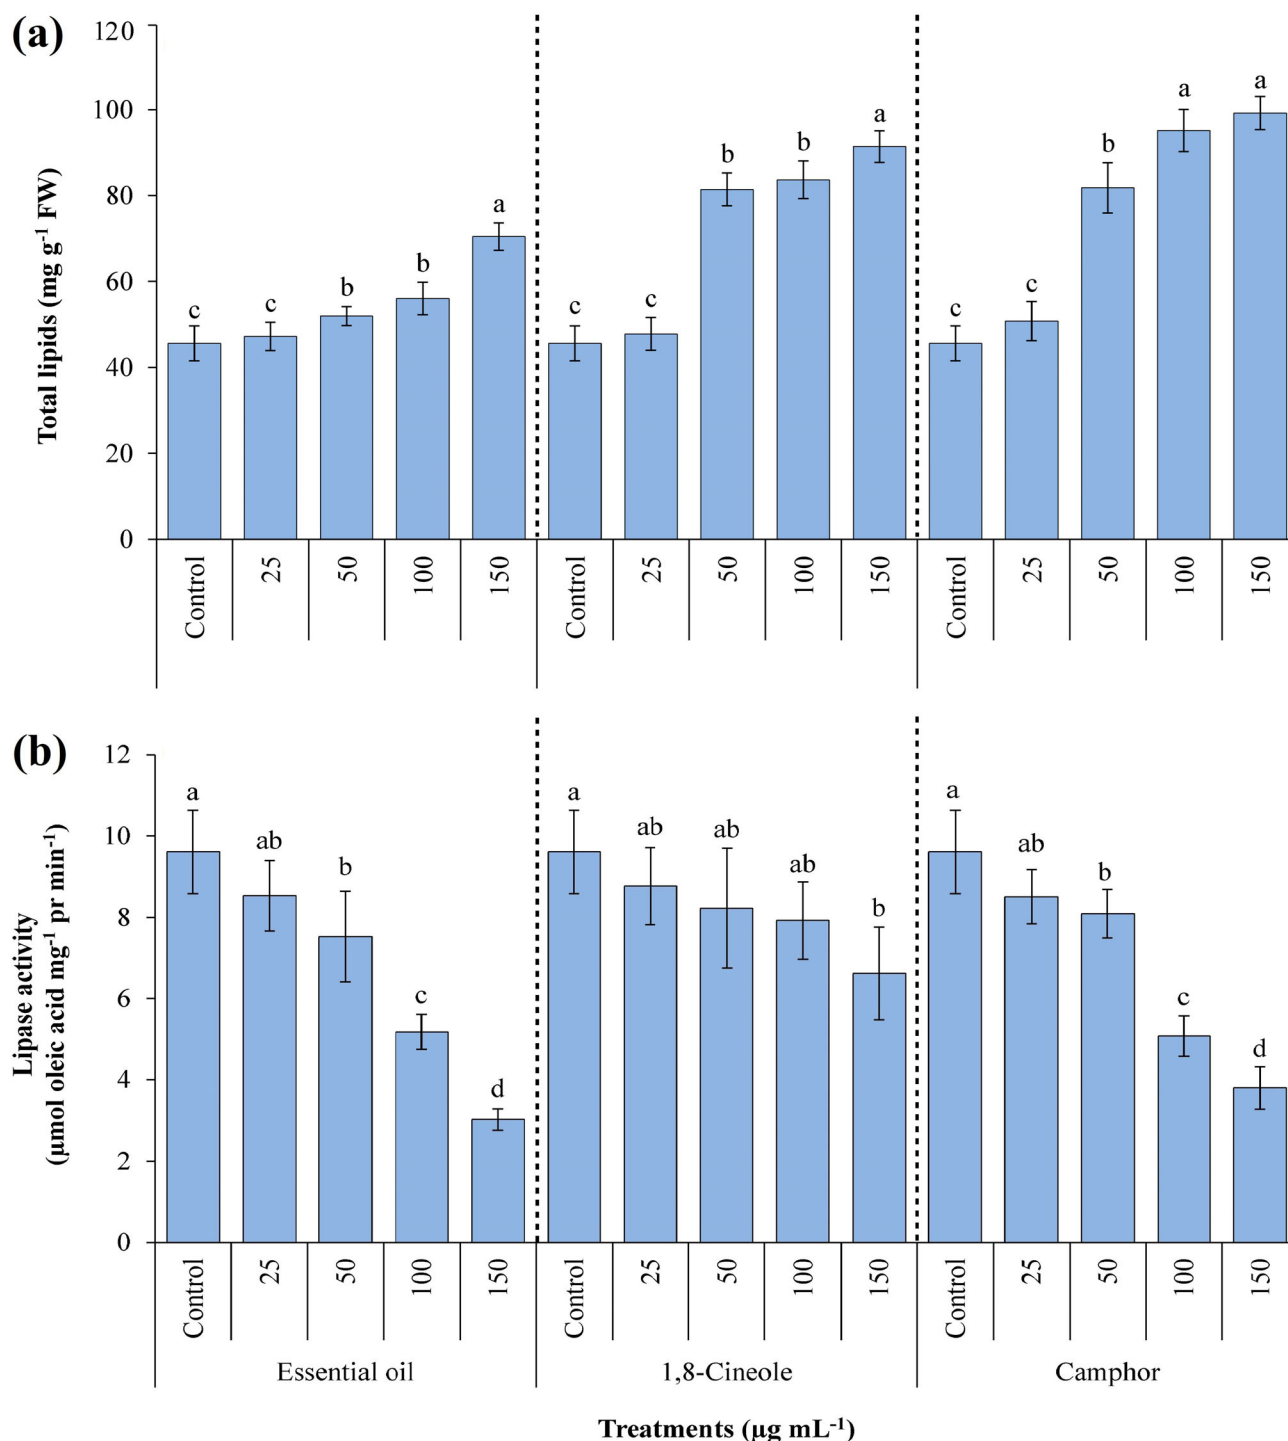 (a)
Total lipids (mg g⁻¹ FW)
120
100
80
60
40
20
0
c c b b a
c c b b a
c c b a a
Control 25 50 100 150
Control 25 50 100 150
Control 25 50 100 150
(b)
Lipase activity
(µmol oleic acid mg⁻¹ pr min⁻¹)
12
10
8
6
4
2
0
a ab b c d
a ab ab ab b
a ab b c d
Control 25 50 100 150
Control 25 50 100 150
Control 25 50 100 150
Essential oil 1,8-Cineole Camphor
Treatments (µg mL⁻¹)